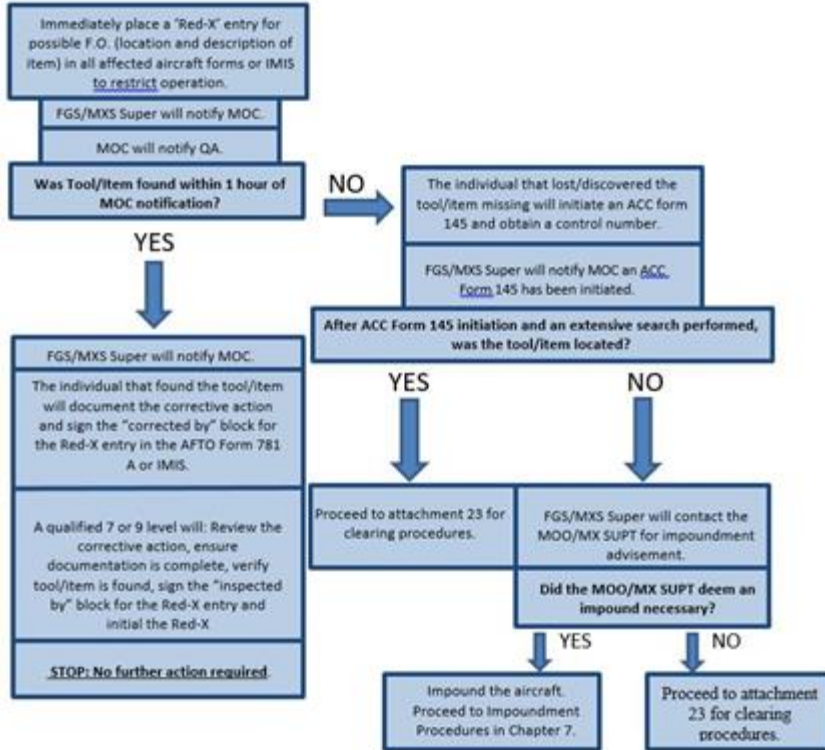 Immediately place a 'Red-X' entry for
possible F.O. (location and description of
item) in all affected aircraft forms or IMIS
to restrict operation.
FGS/MXS Super will notify MOC.
MOC will notify QA.
Was Tool/Item found within 1 hour of
MOC notification?
NO
The individual that lost/discovered the
tool/item missing will initiate an ACC form
145 and obtain a control number.
FGS/MXS Super will notify MOC an ACC
Form 145 has been initiated.
After ACC Form 145 initiation and an extensive search performed,
was the tool/item located?
YES
FGS/MXS Super will notify MOC.
The individual that found the tool/item
will document the corrective action
and sign the "corrected by" block for
the Red-X entry in the AFTO Form 781
A or IMIS.
A qualified 7 or 9 level will: Review the
corrective action, ensure
documentation is complete, verify
tool/item is found, sign the "inspected
by" block for the Red-X entry and
initial the Red-X
STOP: No further action required.
YES
NO
Proceed to attachment 23 for
clearing procedures.
FGS/MXS Super will contact the
MOO/MX SUPT for impoundment
advisement.
Did the MOO/MX SUPT deem an
impound necessary?
YES
NO
Impound the aircraft.
Proceed to Impoundment
Procedures in Chapter 7.
Proceed to attachment
23 for clearing
procedures.